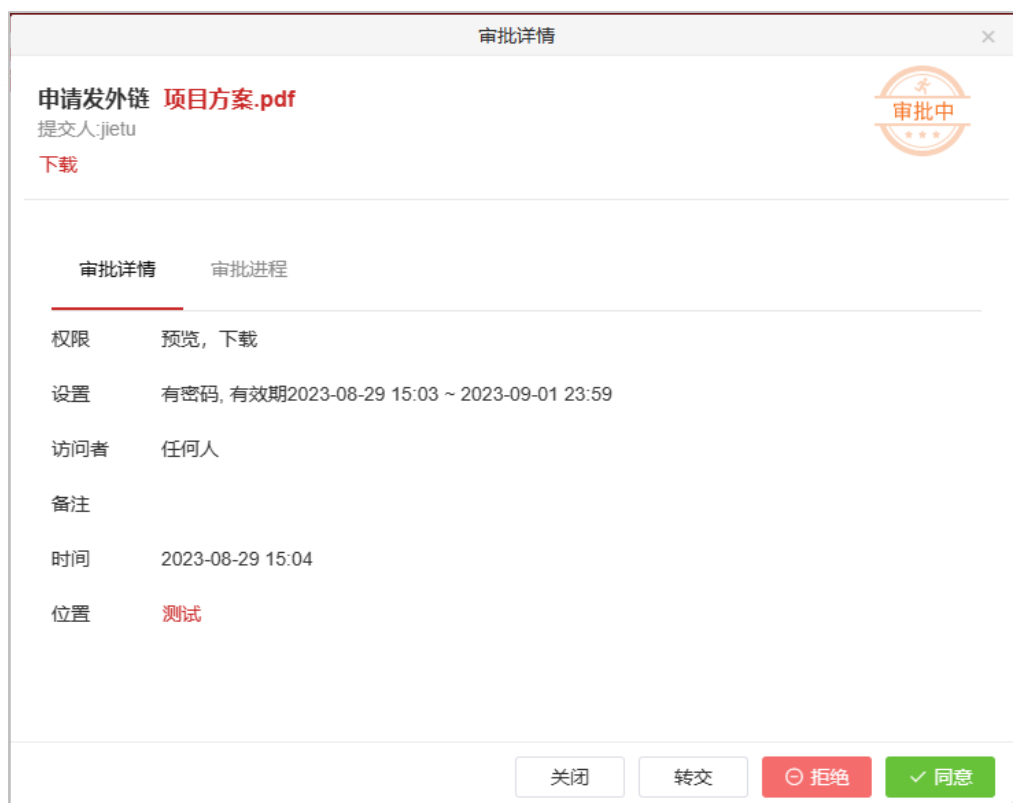 审批详情
申请发外链 项目方案.pdf
提交人:jietu
下载
审批中
审批详情 审批进程
权限 预览，下载
设置 有密码, 有效期2023-08-29 15:03 ~ 2023-09-01 23:59
访问者 任何人
备注
时间 2023-08-29 15:04
位置 测试
关闭 转交 拒绝 同意